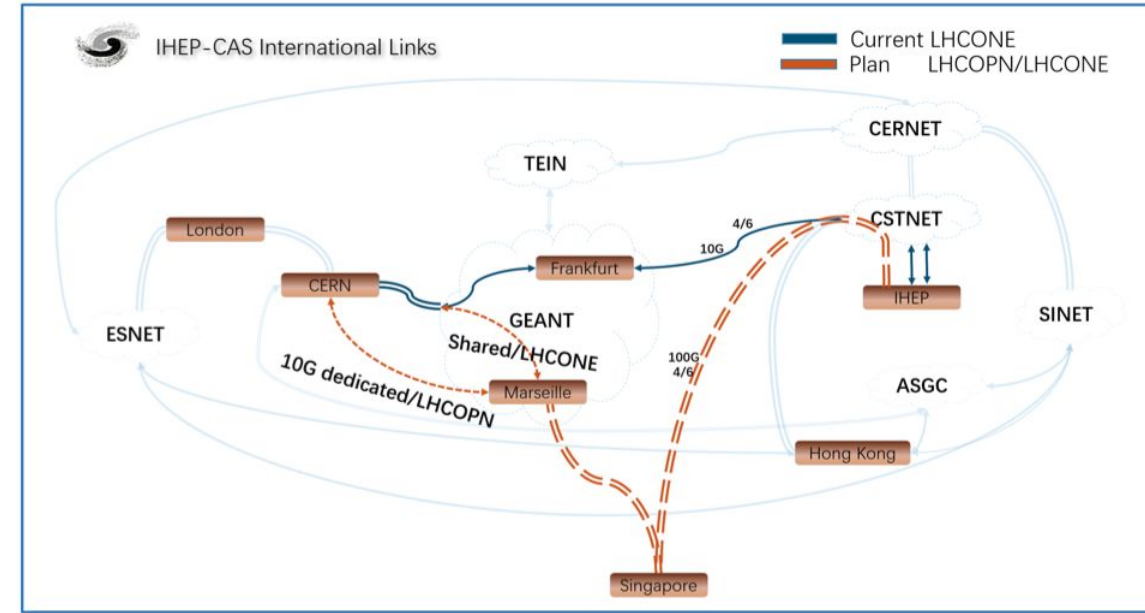 IHEP-CAS International Links
Current LHCONE
Plan LHCOPN/LHCONE
CERNET
TEIN
CSTNET
4/6
London
10G
Frankfurt
CERN
IHEP
GEANT
SINET
ESNET
Shared/LHCONE
100G
4/6
10G dedicated/LHCOPN
Marseille
ASGC
Hong Kong
Singapore